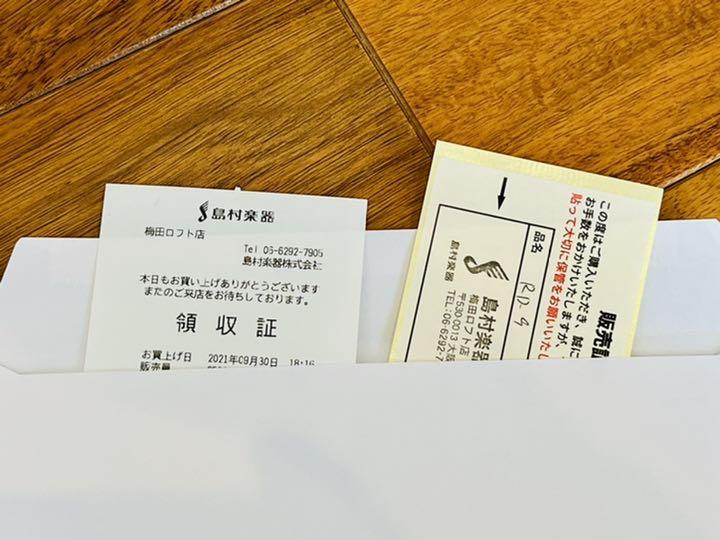 島村楽器
梅田ロフト店
Tel 06-6292-7905
島村楽器株式会社
本日もお買い上げありがとうございます
またのご来店をお待ちしております。
領収証
お買上げ日 2021年09月30日 18:16
販売員
販売証
この度はご購入いただき、誠に
お手数をおかけいたしますが、
貼って大切に保管をお願いいたし
品名
RD-9
島村楽器
島村楽器
梅田ロフト店
〒530-0013 大阪
TEL:06-6292-7